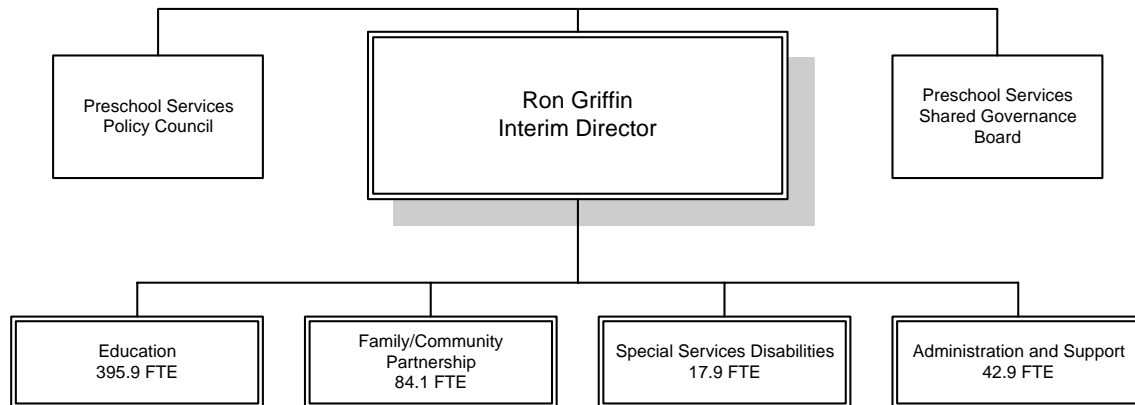 Preschool Services
Policy Council
Ron Griffin
Interim Director
Preschool Services
Shared Governance
Board
Education
395.9 FTE
Family/Community
Partnership
84.1 FTE
Special Services Disabilities
17.9 FTE
Administration and Support
42.9 FTE